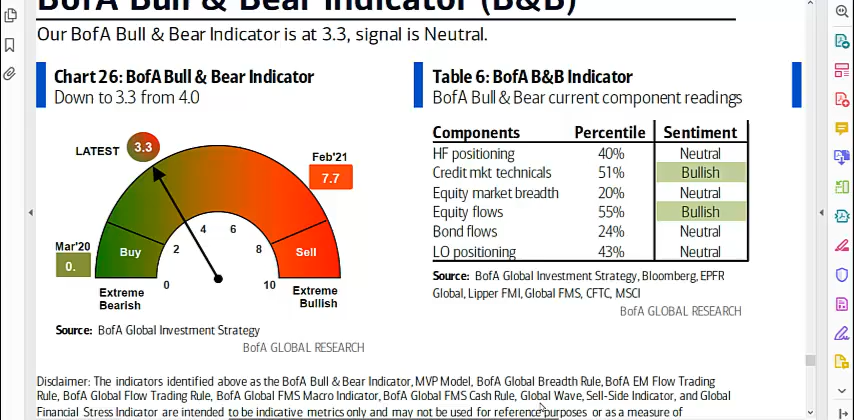 BofA Bull & Bear Indicator (B&B)
Our BofA Bull & Bear Indicator is at 3.3, signal is Neutral.
Chart 26: BofA Bull & Bear Indicator
Down to 3.3 from 4.0
LATEST
3.3
Feb'21
7.7
4
6
2
8
Buy
Sell
Mar'20
0.
0
10
Extreme
Bearish
Extreme
Bullish
Source: BofA Global Investment Strategy
BofA GLOBAL RESEARCH
Table 6: BofA B&B Indicator
BofA Bull & Bear current component readings
Components Percentile Sentiment
HF positioning 40% Neutral
Credit mkt technicals 51% Bullish
Equity market breadth 20% Neutral
Equity flows 55% Bullish
Bond flows 24% Neutral
LO positioning 43% Neutral
Source: BofA Global Investment Strategy, Bloomberg, EPFR
Global, Lipper FMI, Global FMS, CFTC, MSCI
BofA GLOBAL RESEARCH
Disclaimer: The indicators identified above as the BofA Bull & Bear Indicator, MVP Model, BofA Global Breadth Rule, BofA EM Flow Trading
Rule, BofA Global Flow Trading Rule, BofA Global FMS Macro Indicator, BofA Global FMS Cash Rule, Global Wave, Sell-Side Indicator, and Global
Financial Stress Indicator are intended to be indicative metrics only and may not be used for reference purposes or as a measure of